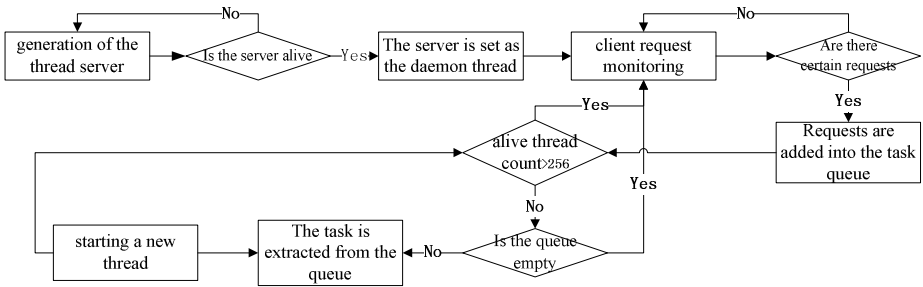 No
No
generation of the
thread server
Is the server alive
Yes
The server is set as
the daemon thread
client request
monitoring
Are there
certain requests
Yes
Yes
Requests are
added into the task
queue
alive thread
count>256
Yes
No
starting a new
thread
The task is
extracted from the
queue
No
Is the queue
empty